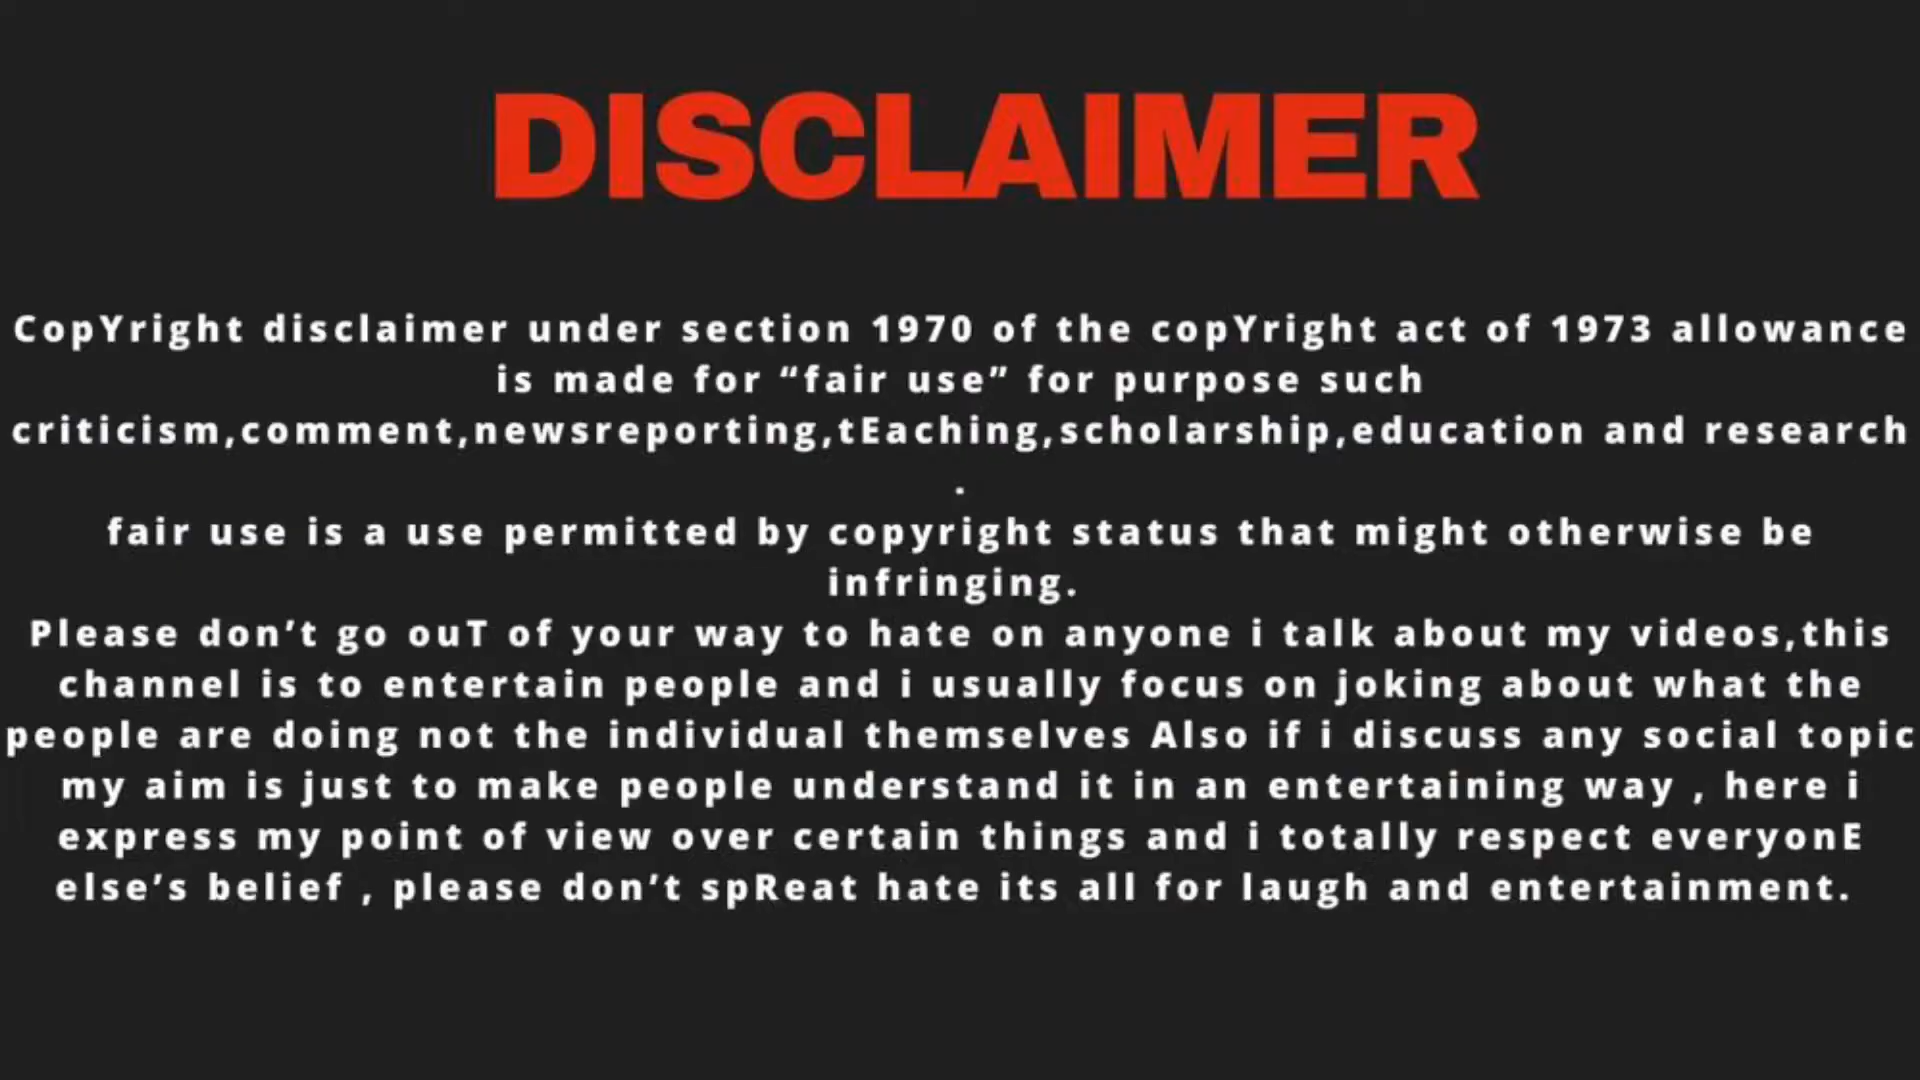 DISCLAIMER
CopYright disclaimer under section 1970 of the copYright act of 1973 allowance
is made for “fair use” for purpose such
criticism,comment,newsreporting,tEaching,scholarship,education and research
.
fair use is a use permitted by copyright status that might otherwise be
infringing.
Please don’t go ouT of your way to hate on anyone i talk about my videos,this
channel is to entertain people and i usually focus on joking about what the
people are doing not the individual themselves Also if i discuss any social topic
my aim is just to make people understand it in an entertaining way , here i
express my point of view over certain things and i totally respect everyonE
else’s belief , please don’t spReat hate its all for laugh and entertainment.